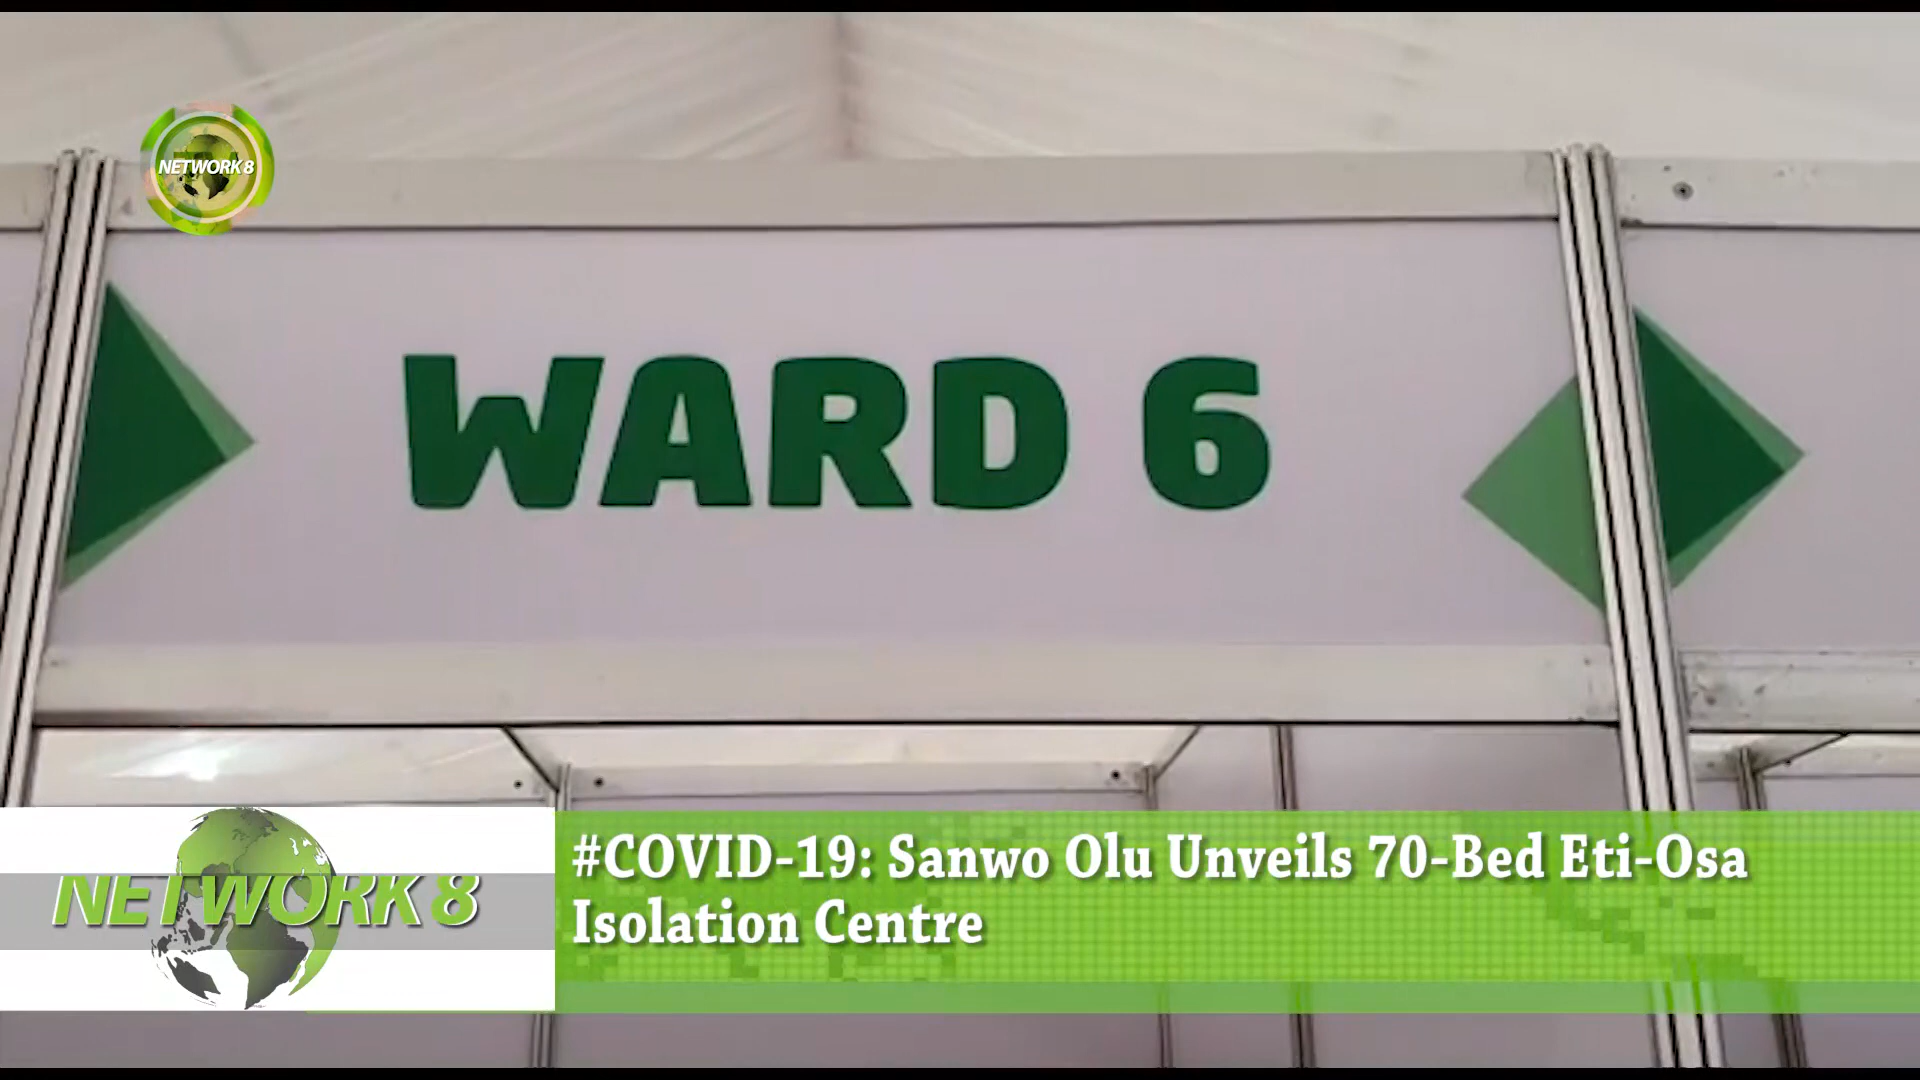 NETWORK 8
WARD 6
NETWORK 8
#COVID-19: Sanwo Olu Unveils 70-Bed Eti-Osa
Isolation Centre